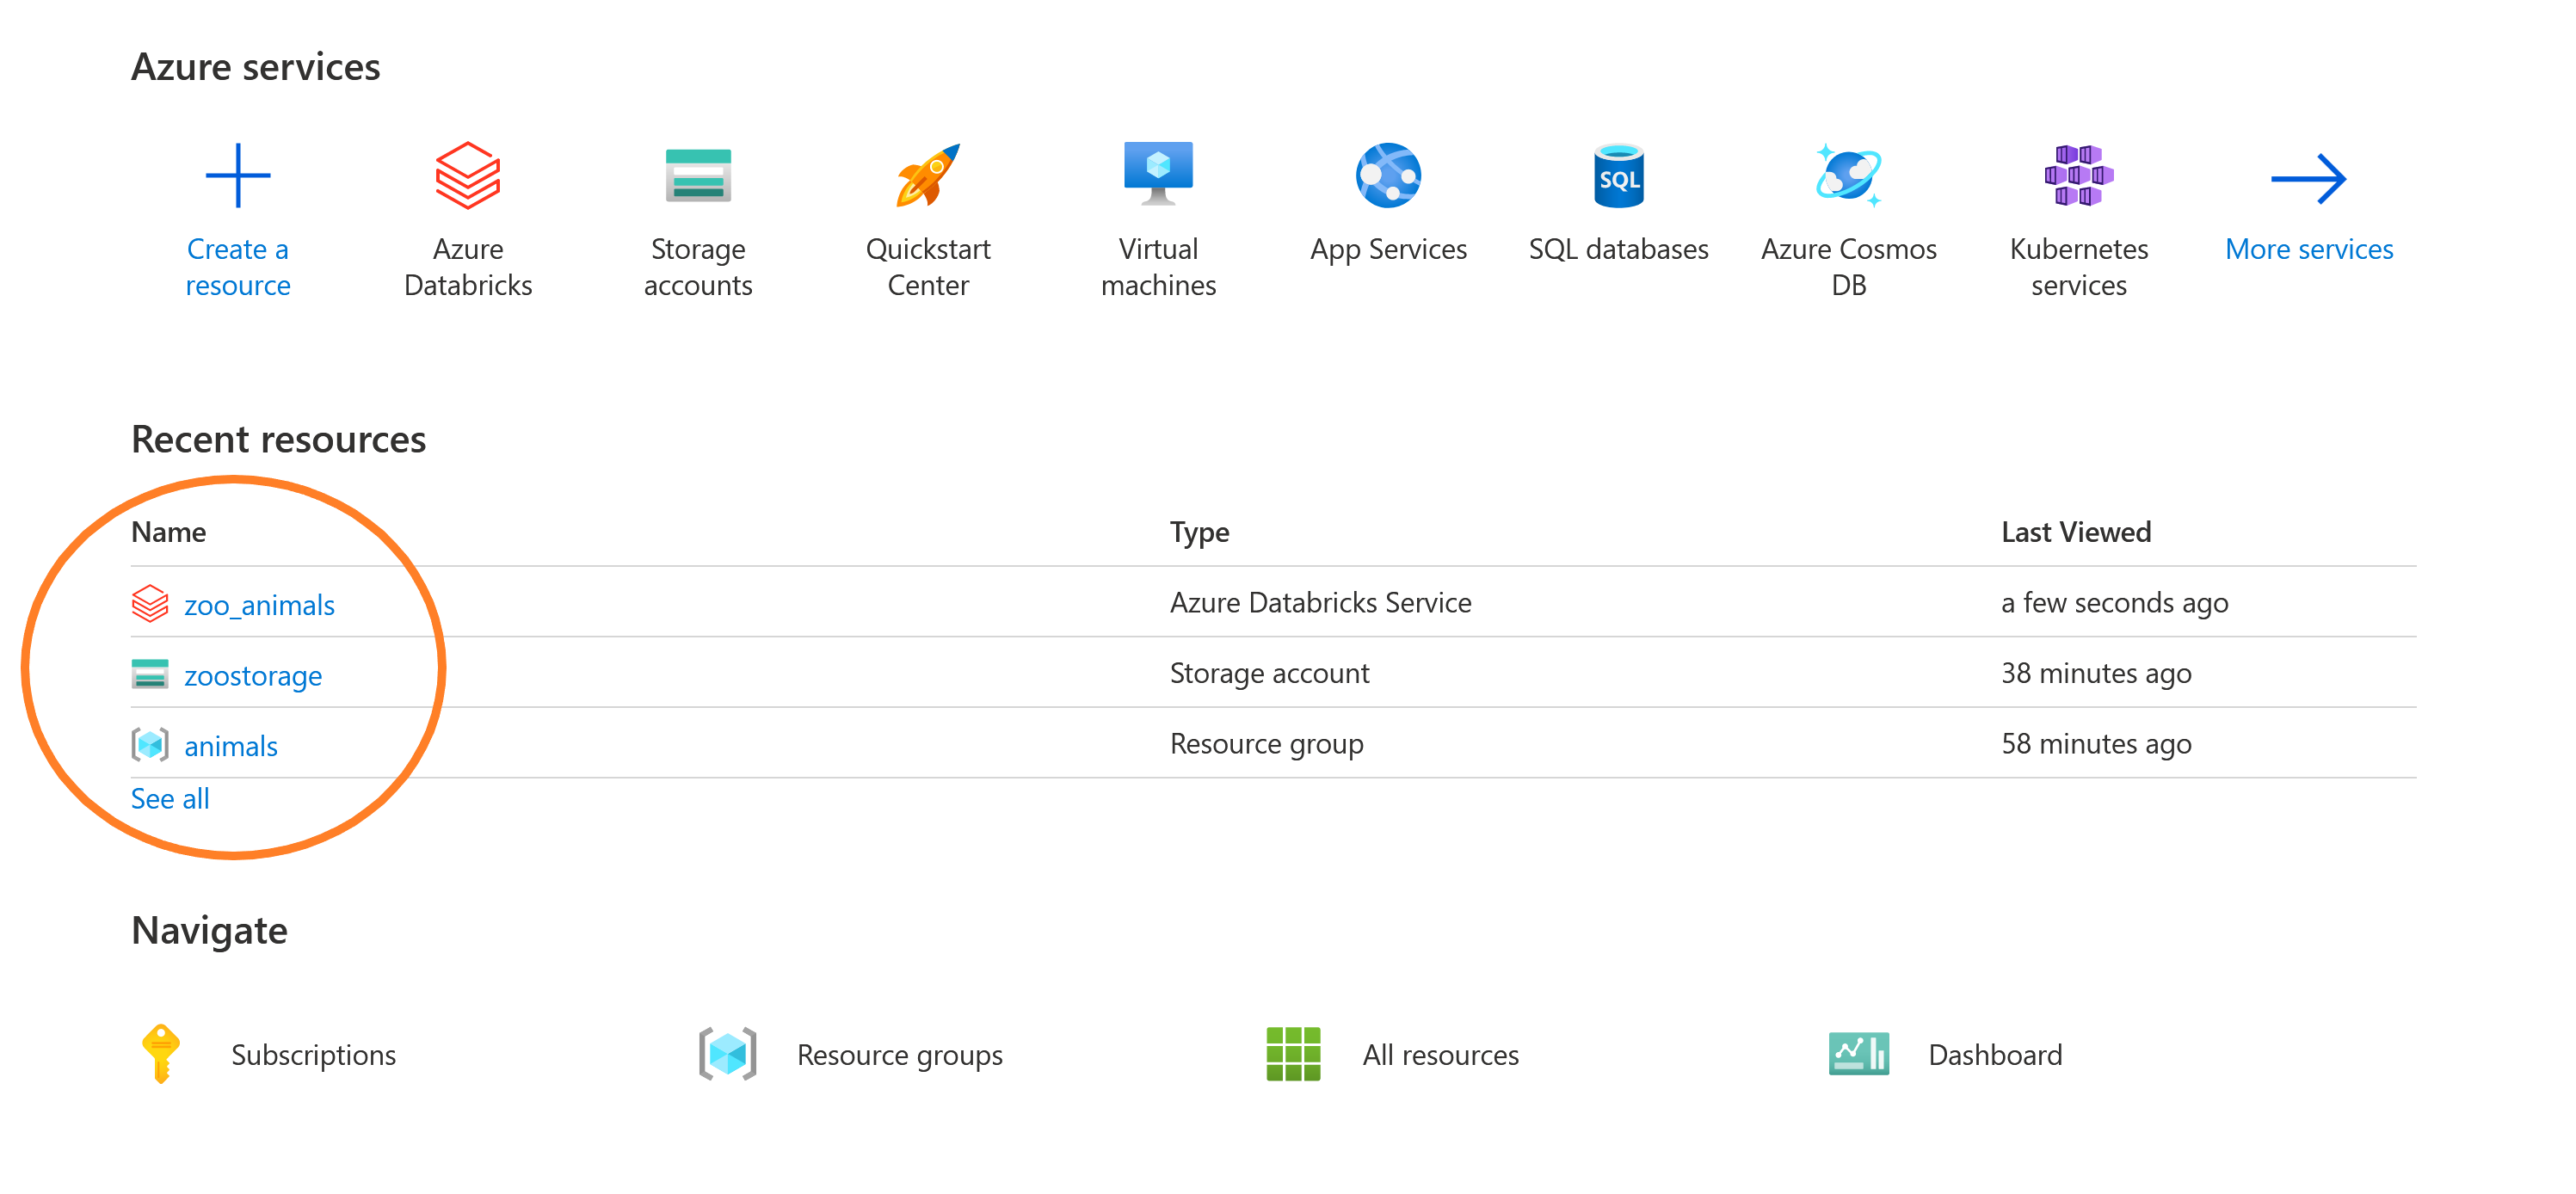 Azure services
Create a
resource
Azure
Databricks
Storage
accounts
Quickstart
Center
Virtual
machines
App Services
SQL
SQL databases
Azure Cosmos
DB
Kubernetes
services
More services
Recent resources
Name Type Last Viewed
zoo_animals Azure Databricks Service a few seconds ago
zoostorage Storage account 38 minutes ago
animals Resource group 58 minutes ago
See all
Navigate
Subscriptions Resource groups All resources Dashboard